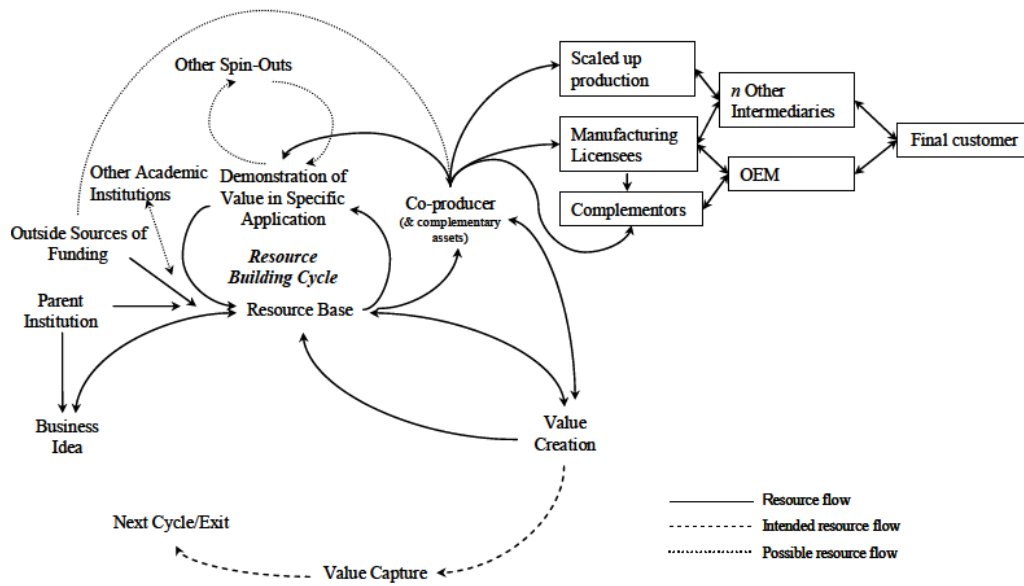 Other Spin-Outs
Scaled up
production
n Other
Intermediaries
Manufacturing
Licensees
Final customer
Other Academic
Institutions
Demonstration of
Value in Specific
Application
OEM
Co-producer
(& complementary
assets)
Complementors
Outside Sources of
Funding
Resource
Building Cycle
Parent
Institution
Resource Base
Business
Idea
Value
Creation
Next Cycle/Exit
Value Capture
Resource flow
Intended resource flow
Possible resource flow